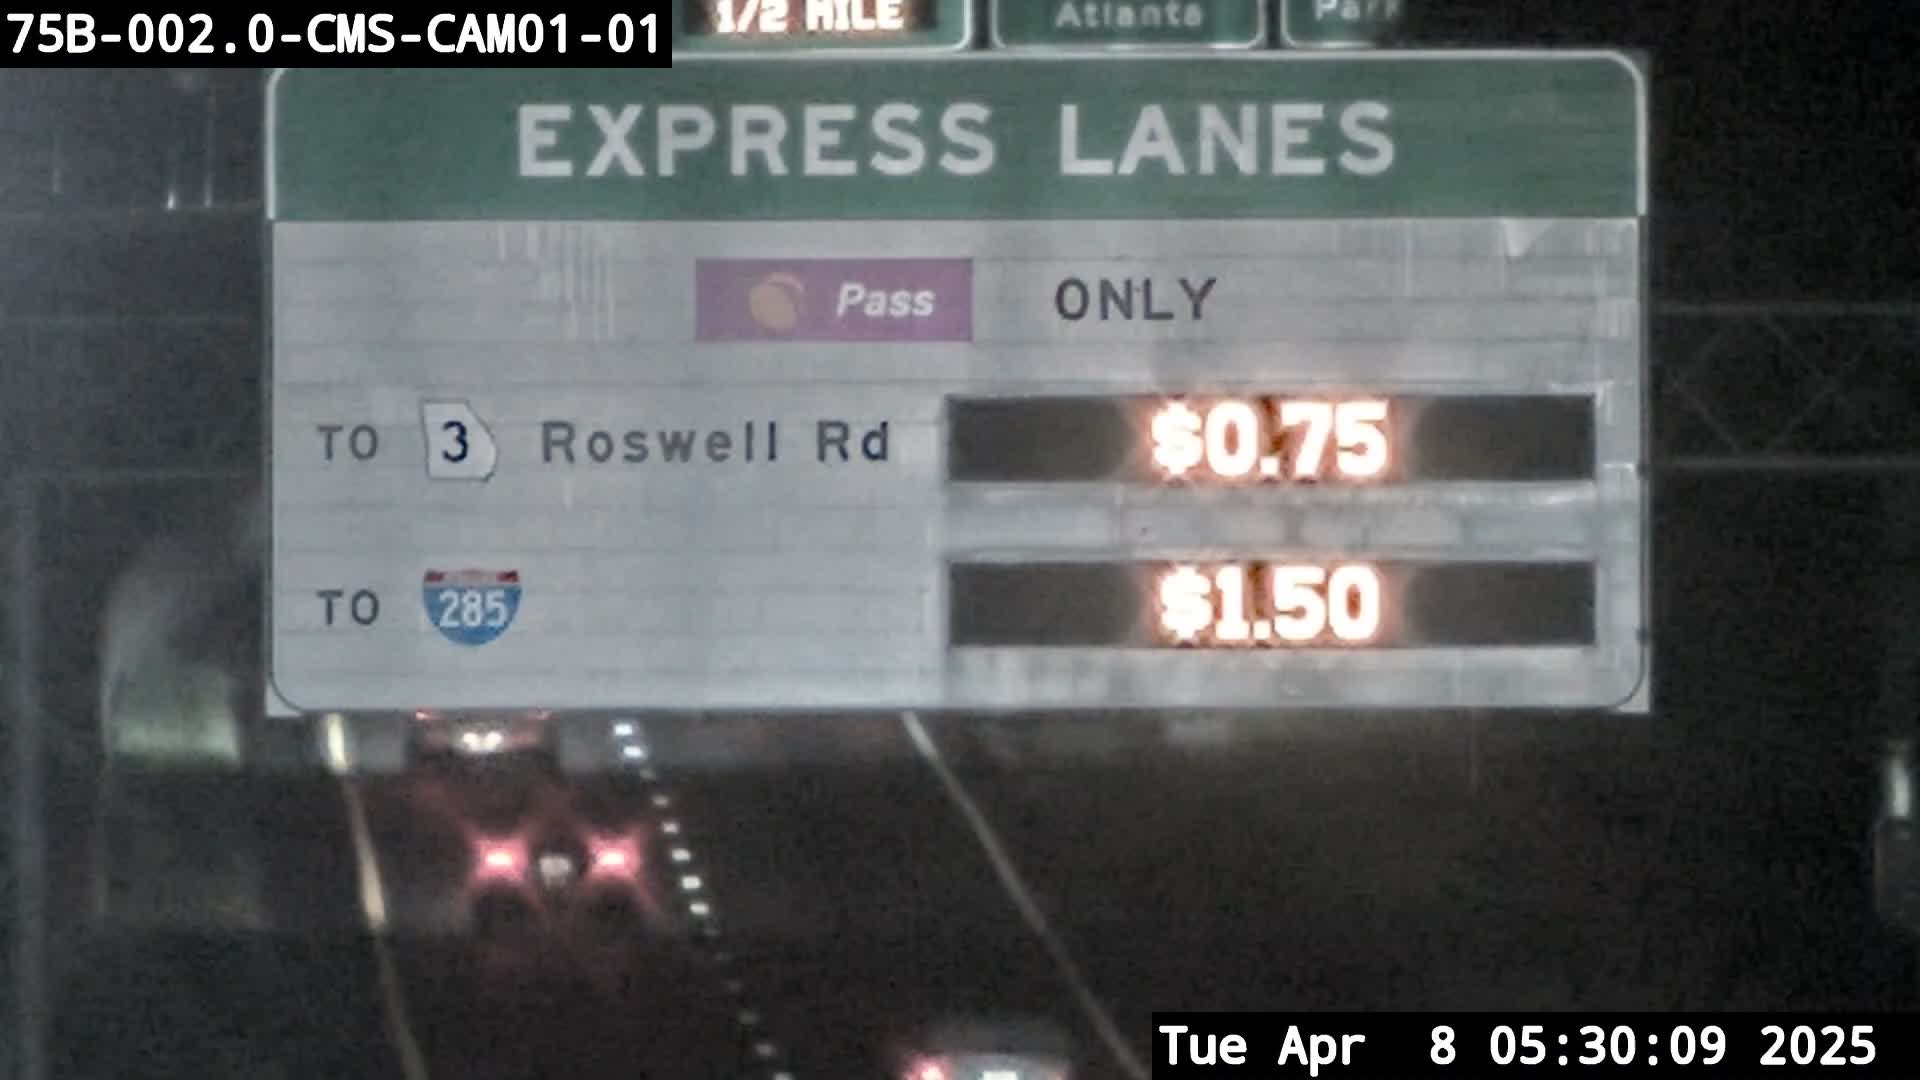 75B-002.0-CMS-CAM01-01
1/2 MILE
Atlanta
Park
EXPRESS LANES
Pass ONLY
TO 3 Roswell Rd $0.75
TO 285 $1.50
Tue Apr 8 05:30:09 2025